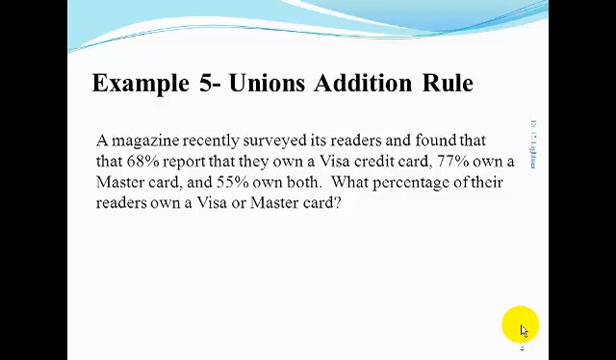 Example 5- Unions Addition Rule
A magazine recently surveyed its readers and found that
that 68% report that they own a Visa credit card, 77% own a
Master card, and 55% own both. What percentage of their
readers own a Visa or Master card?
4